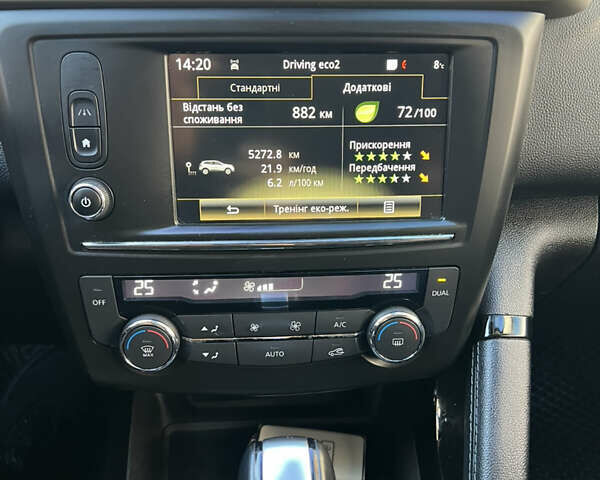 14:20 Driving eco2 8°c
Стандартні Додаткові
Відстань без споживання 882 км 72/100
5272.8 км
21.9 км/год
6.2 л/100 км
Прискорення
Передбачення
Тренінг еко-реж.
25 25
OFF DUAL
MAX A/C
AUTO